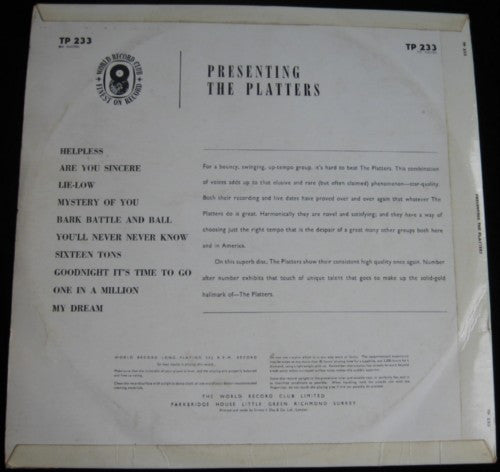 TP 233
TP 233
WORLD RECORD CLUB
FINEST ON RECORD
PRESENTING
THE PLATTERS
HELPLESS
ARE YOU SINCERE
LIE-LOW
MYSTERY OF YOU
BARK BATTLE AND BALL
YOU'LL NEVER NEVER KNOW
SIXTEEN TONS
GOODNIGHT IT'S TIME TO GO
ONE IN A MILLION
MY DREAM
For a bouncy, swinging, up-tempo group, it's hard to beat The Platters. This combination
of voices adds up to that elusive and rare (but often claimed) phenomenon—star-quality.
Both their recording and live dates have proved over and over again that whatever The
Platters do is great. Harmonically they are novel and satisfying; and they have a way of
choosing just the right tempo that is the despair of a great many other groups both here
and in America.
On this superb disc, The Platters show their consistent high quality once again. Number
after number exhibits that touch of unique talent that goes to make up the solid-gold
hallmark of—The Platters.
PRESENTING THE PLATTERS
WORLD RECORD LONG PLAYING 33⅓ R.P.M. RECORD
THE WORLD RECORD CLUB LIMITED
PARKBRIDGE HOUSE LITTLE GREEN RICHMOND SURREY